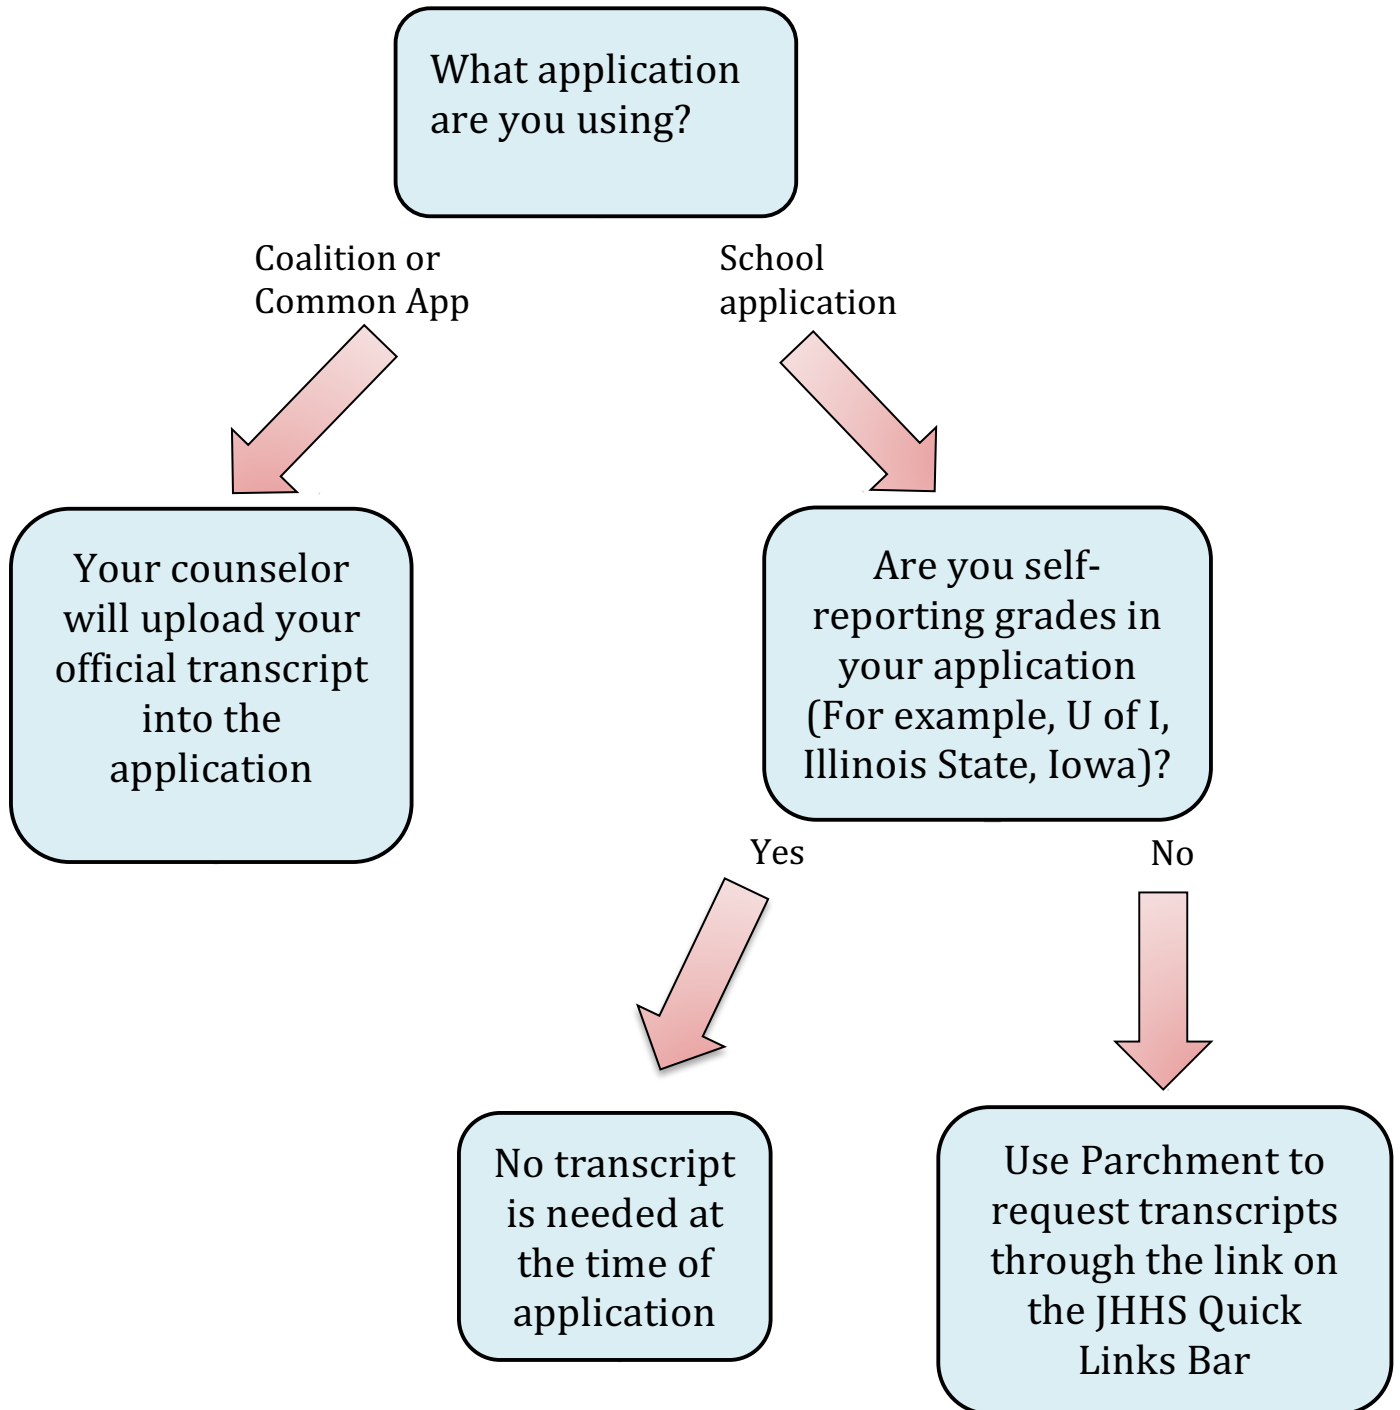 What application
are you using?
Coalition or
Common App
School
application
Your counselor
will upload your
official transcript
into the
application
Are you self-
reporting grades in
your application
(For example, U of I,
Illinois State, Iowa)?
Yes
No
No transcript
is needed at
the time of
application
Use Parchment to
request transcripts
through the link on
the JHHS Quick
Links Bar